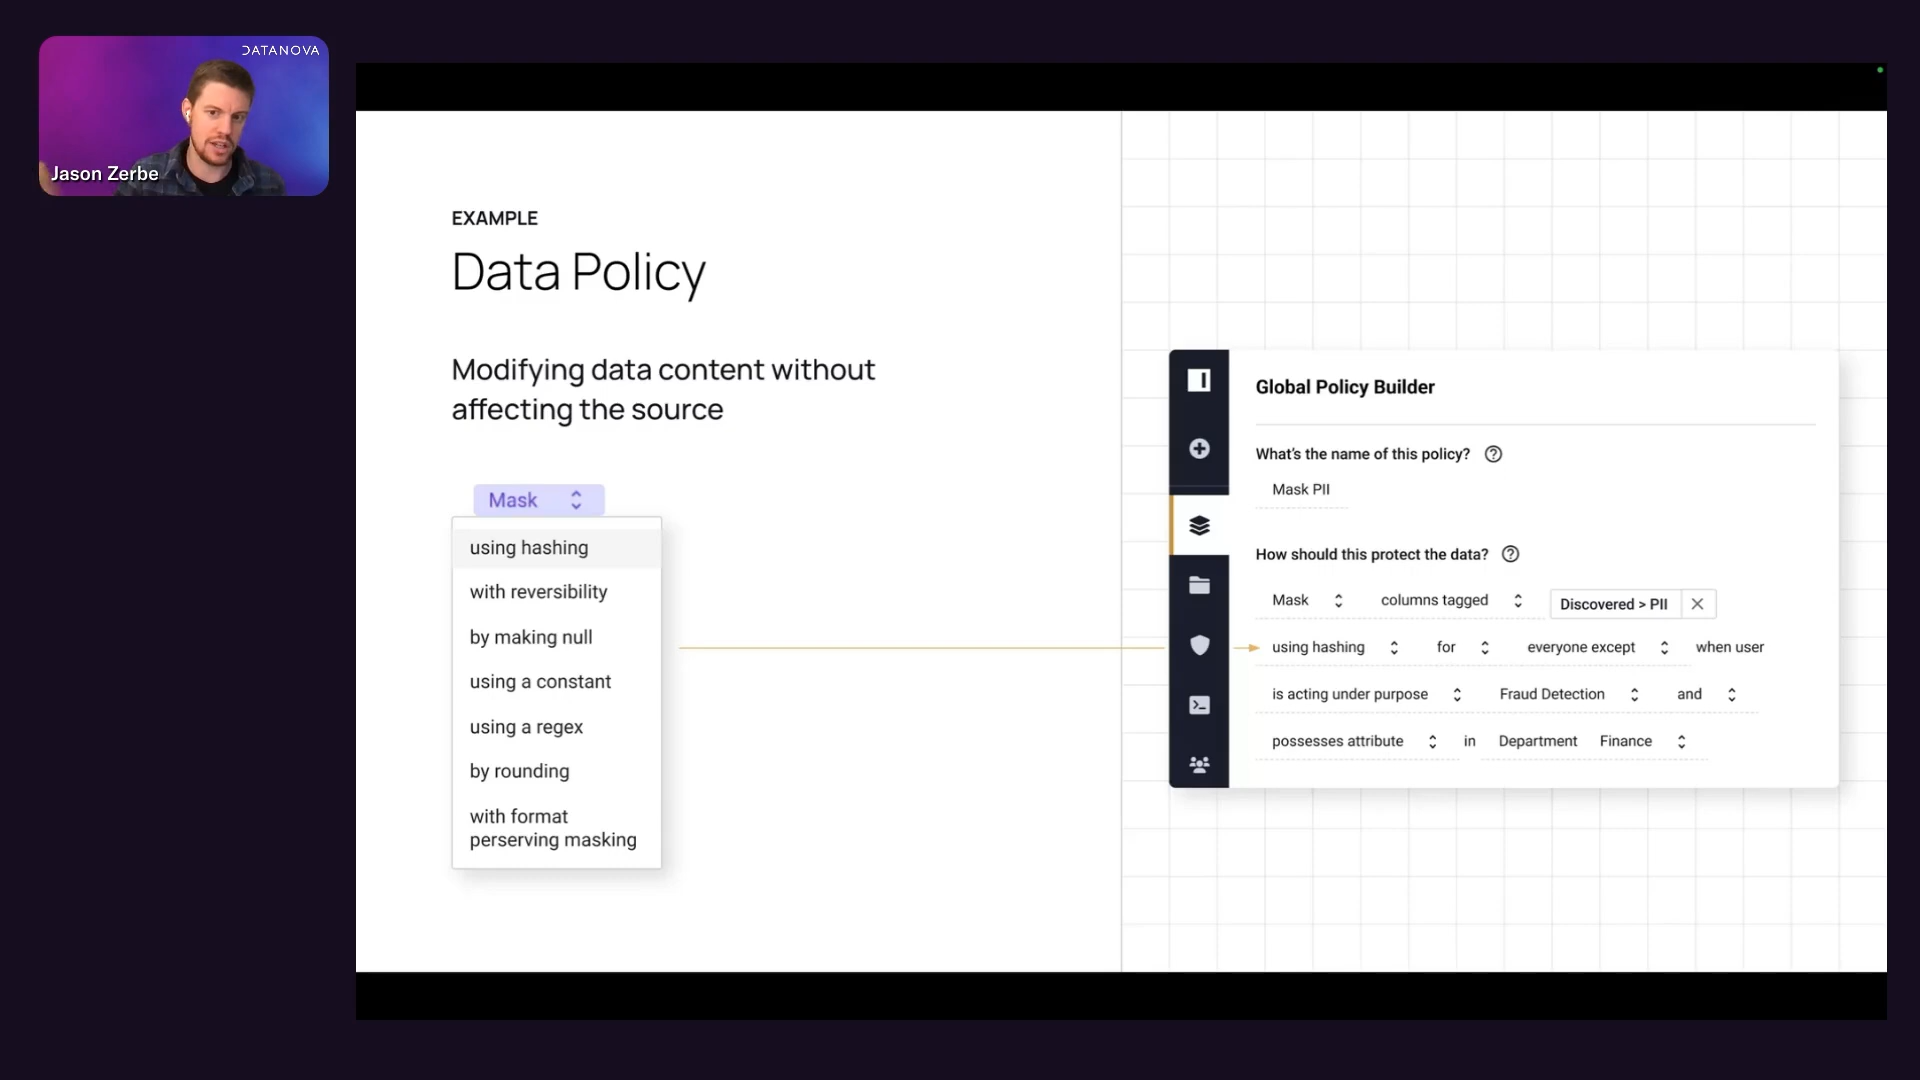 DATANOVA
Jason Zerbe
EXAMPLE
Data Policy
Modifying data content without
affecting the source
Mask
using hashing
with reversibility
by making null
using a constant
using a regex
by rounding
with format
perserving masking
Global Policy Builder
What's the name of this policy? ?
Mask PII
How should this protect the data? ?
Mask columns tagged Discovered > PII
using hashing for everyone except when user
is acting under purpose Fraud Detection and
possesses attribute in Department Finance